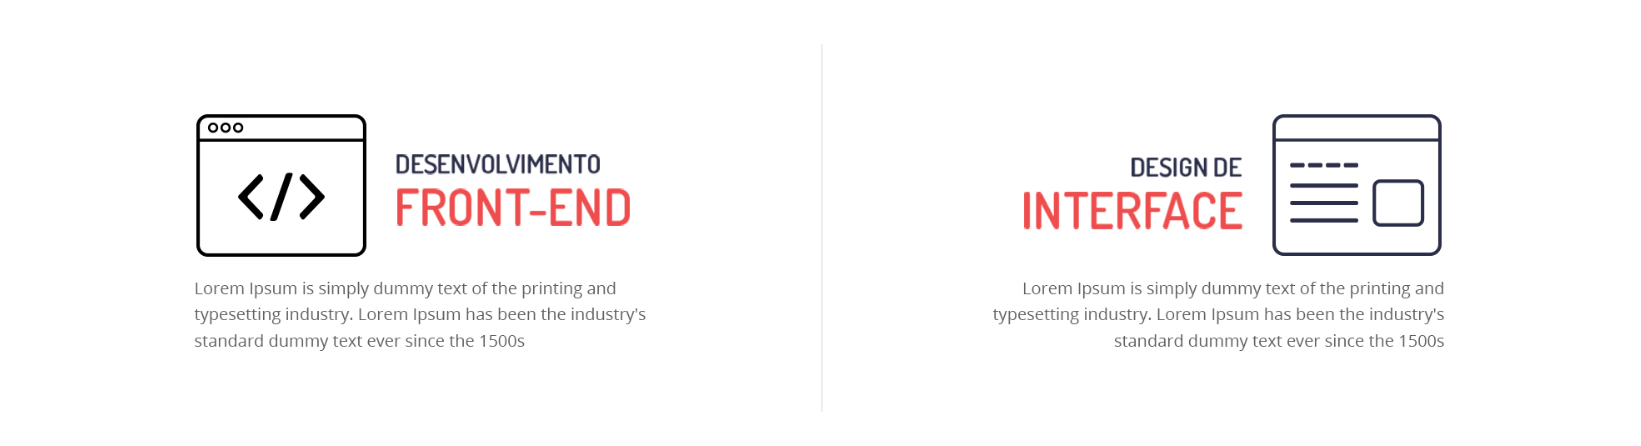 DESENVOLVIMENTO
FRONT-END
Lorem Ipsum is simply dummy text of the printing and
typesetting industry. Lorem Ipsum has been the industry's
standard dummy text ever since the 1500s
DESIGN DE
INTERFACE
Lorem Ipsum is simply dummy text of the printing and
typesetting industry. Lorem Ipsum has been the industry's
standard dummy text ever since the 1500s